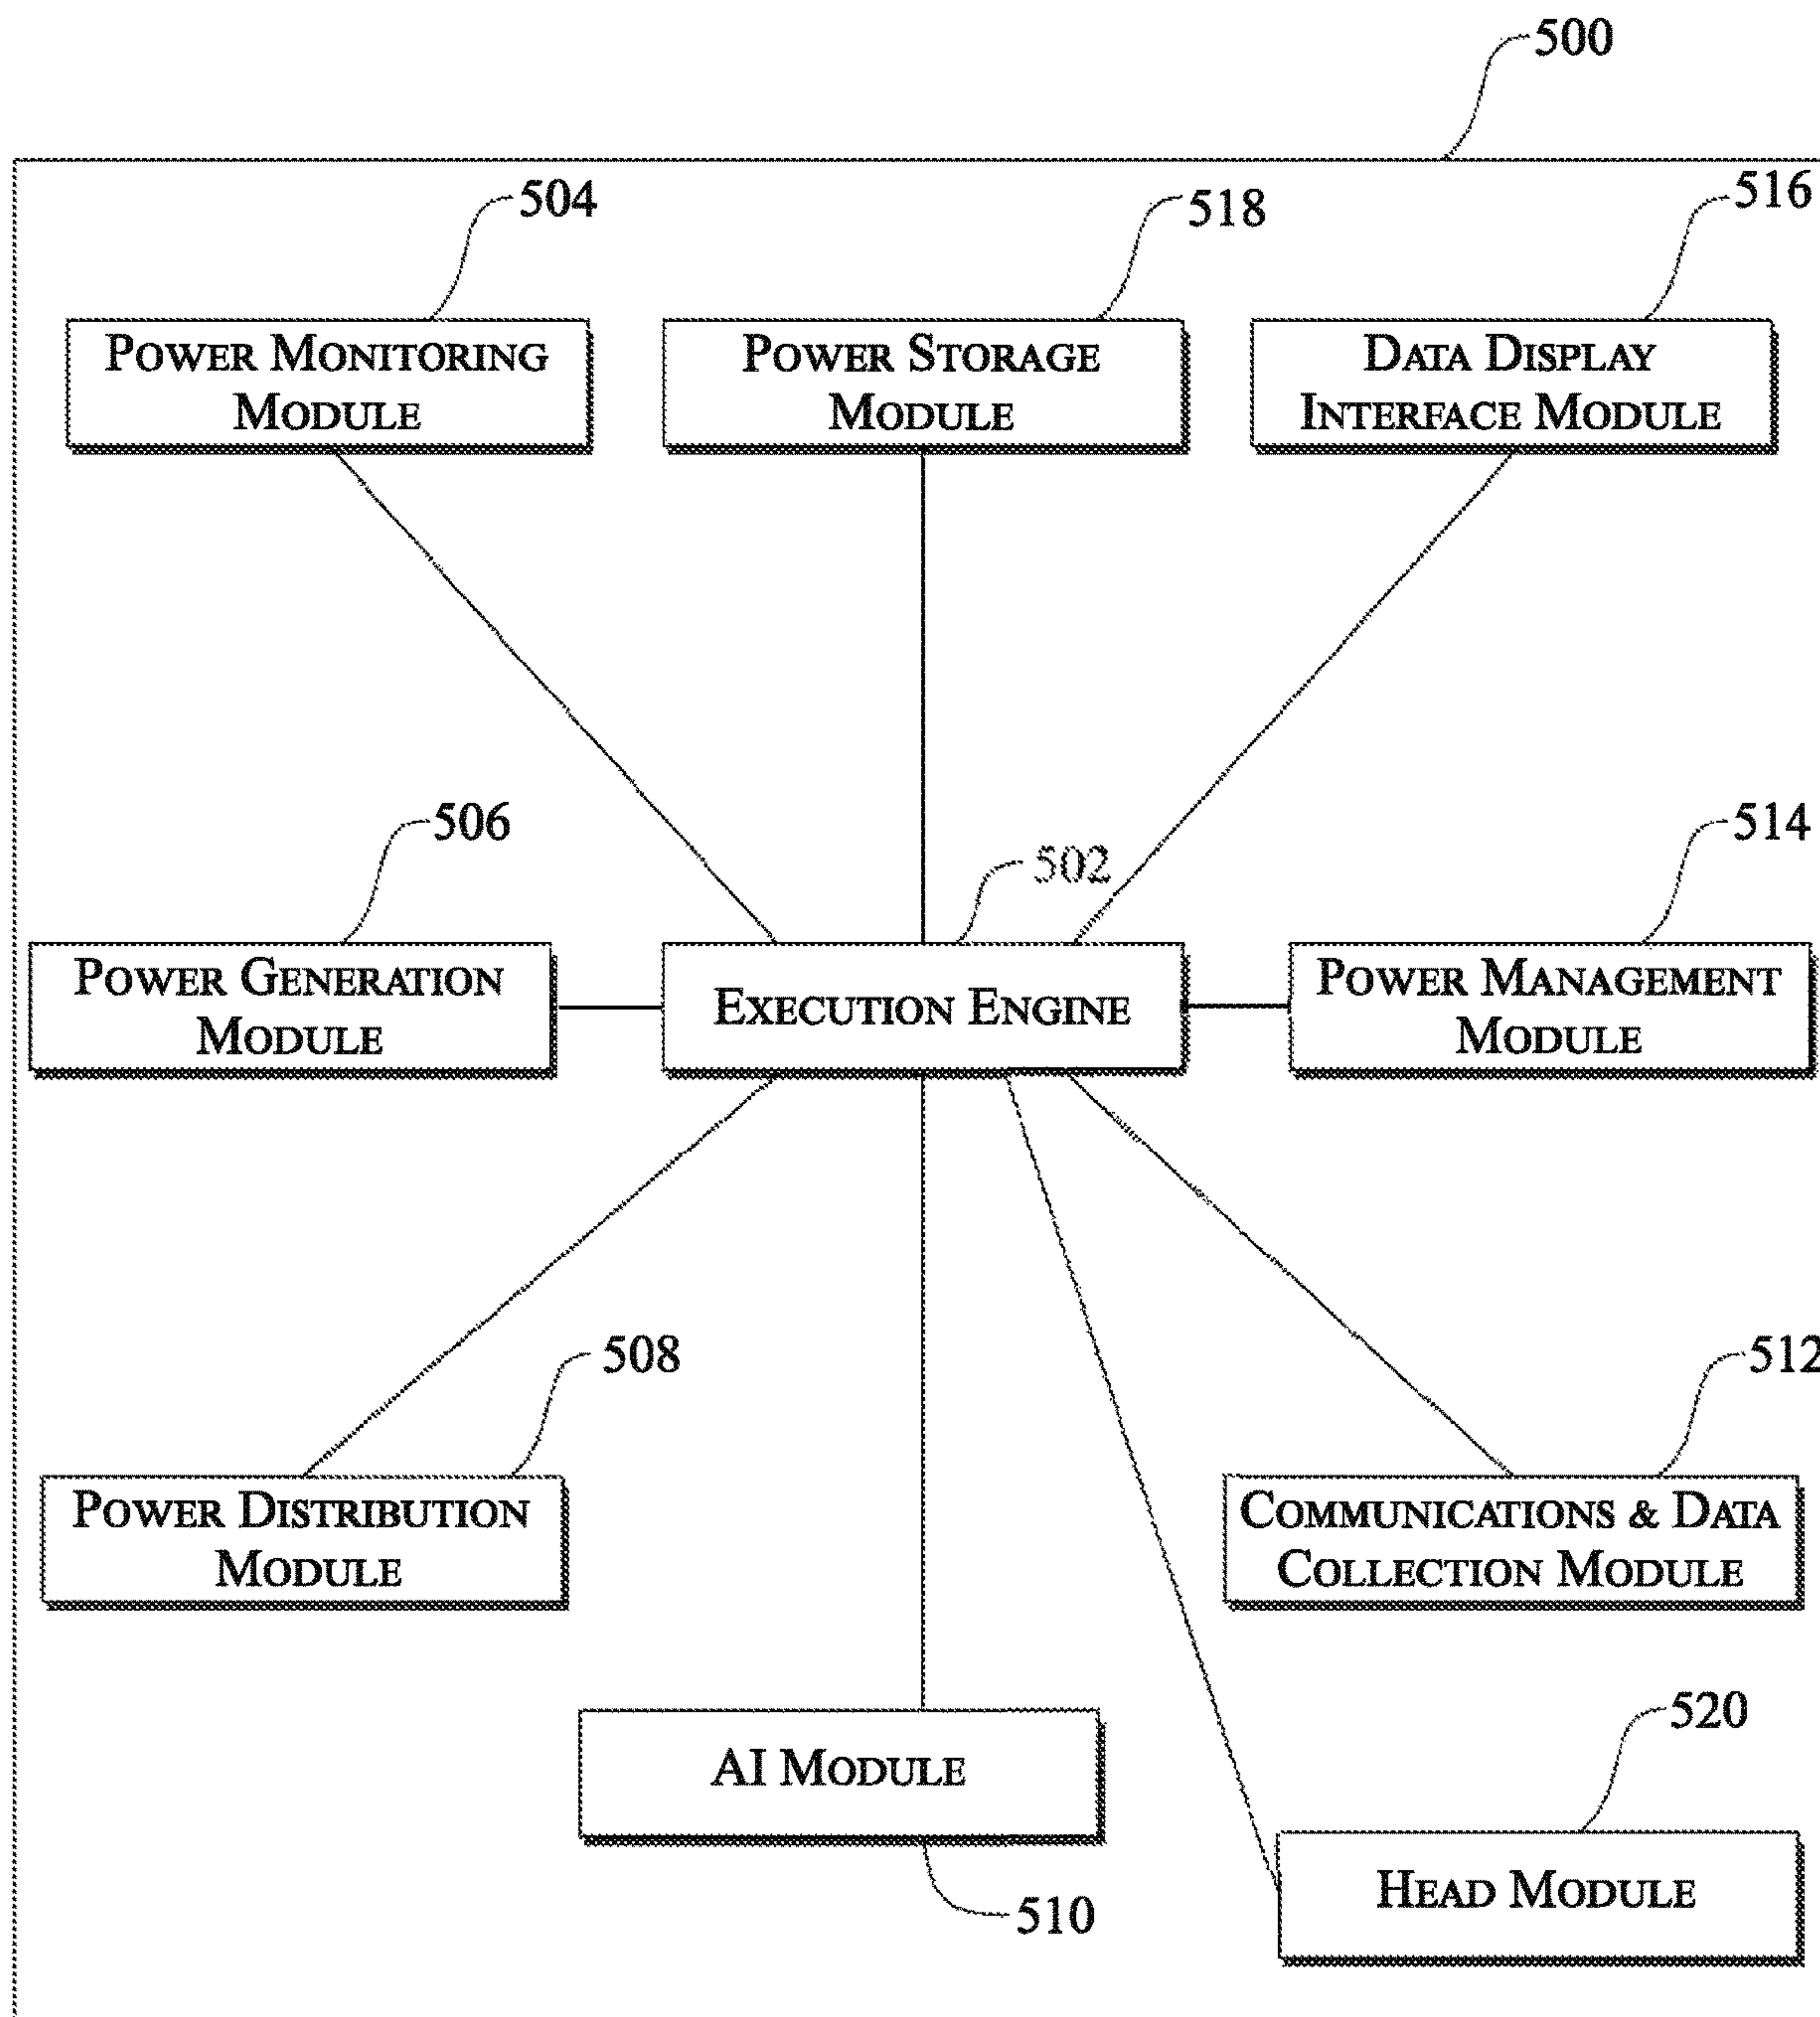 500
504
518
516
POWER MONITORING
MODULE
POWER STORAGE
MODULE
DATA DISPLAY
INTERFACE MODULE
506
502
514
POWER GENERATION
MODULE
EXECUTION ENGINE
POWER MANAGEMENT
MODULE
508
512
POWER DISTRIBUTION
MODULE
COMMUNICATIONS & DATA
COLLECTION MODULE
AI MODULE
520
510
HEAD MODULE